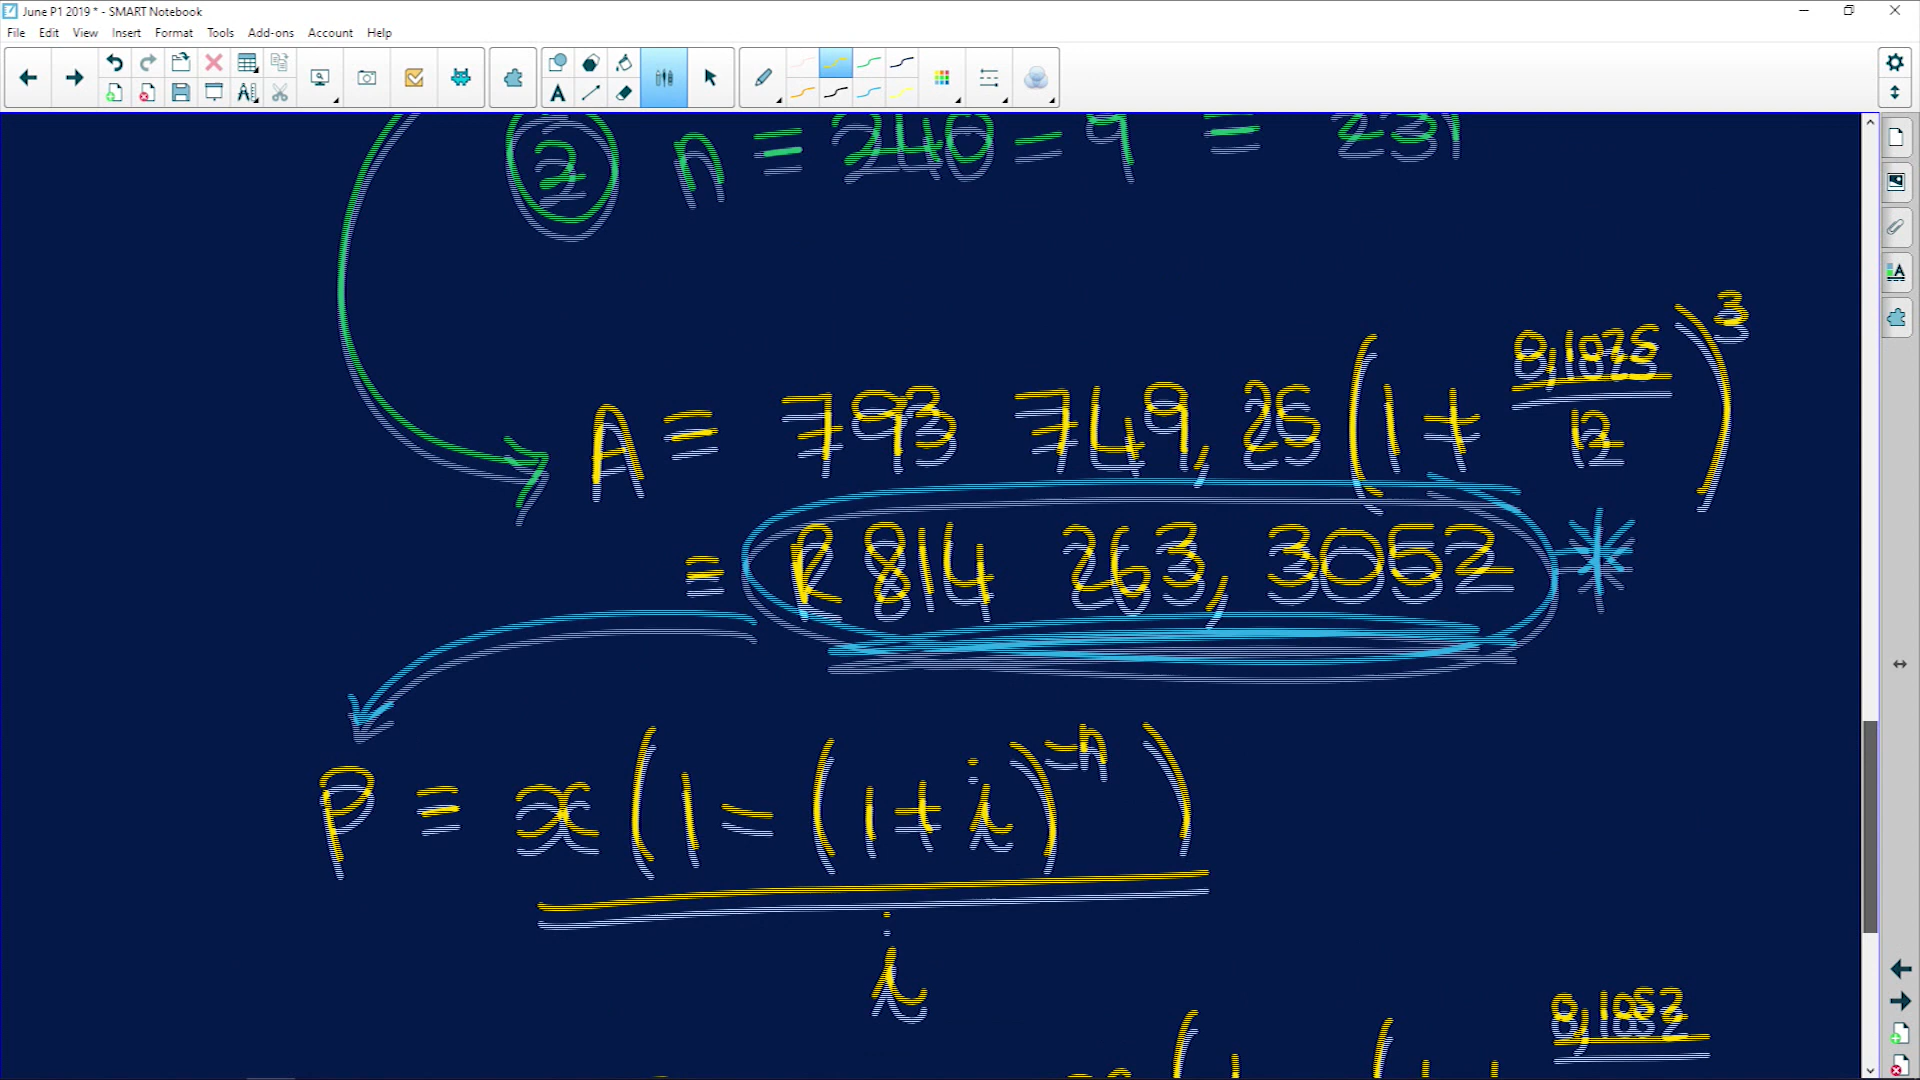 June P1 2019 * - SMART Notebook
File Edit View Insert Format Tools Add-ons Account Help
② n = 240 - 9 = 231
A = 793 749,25 (1 + 0,1025/12)^3
= R 814 263,3052 *
P = x(1 - (1 + i)^-n) / i
0,1052